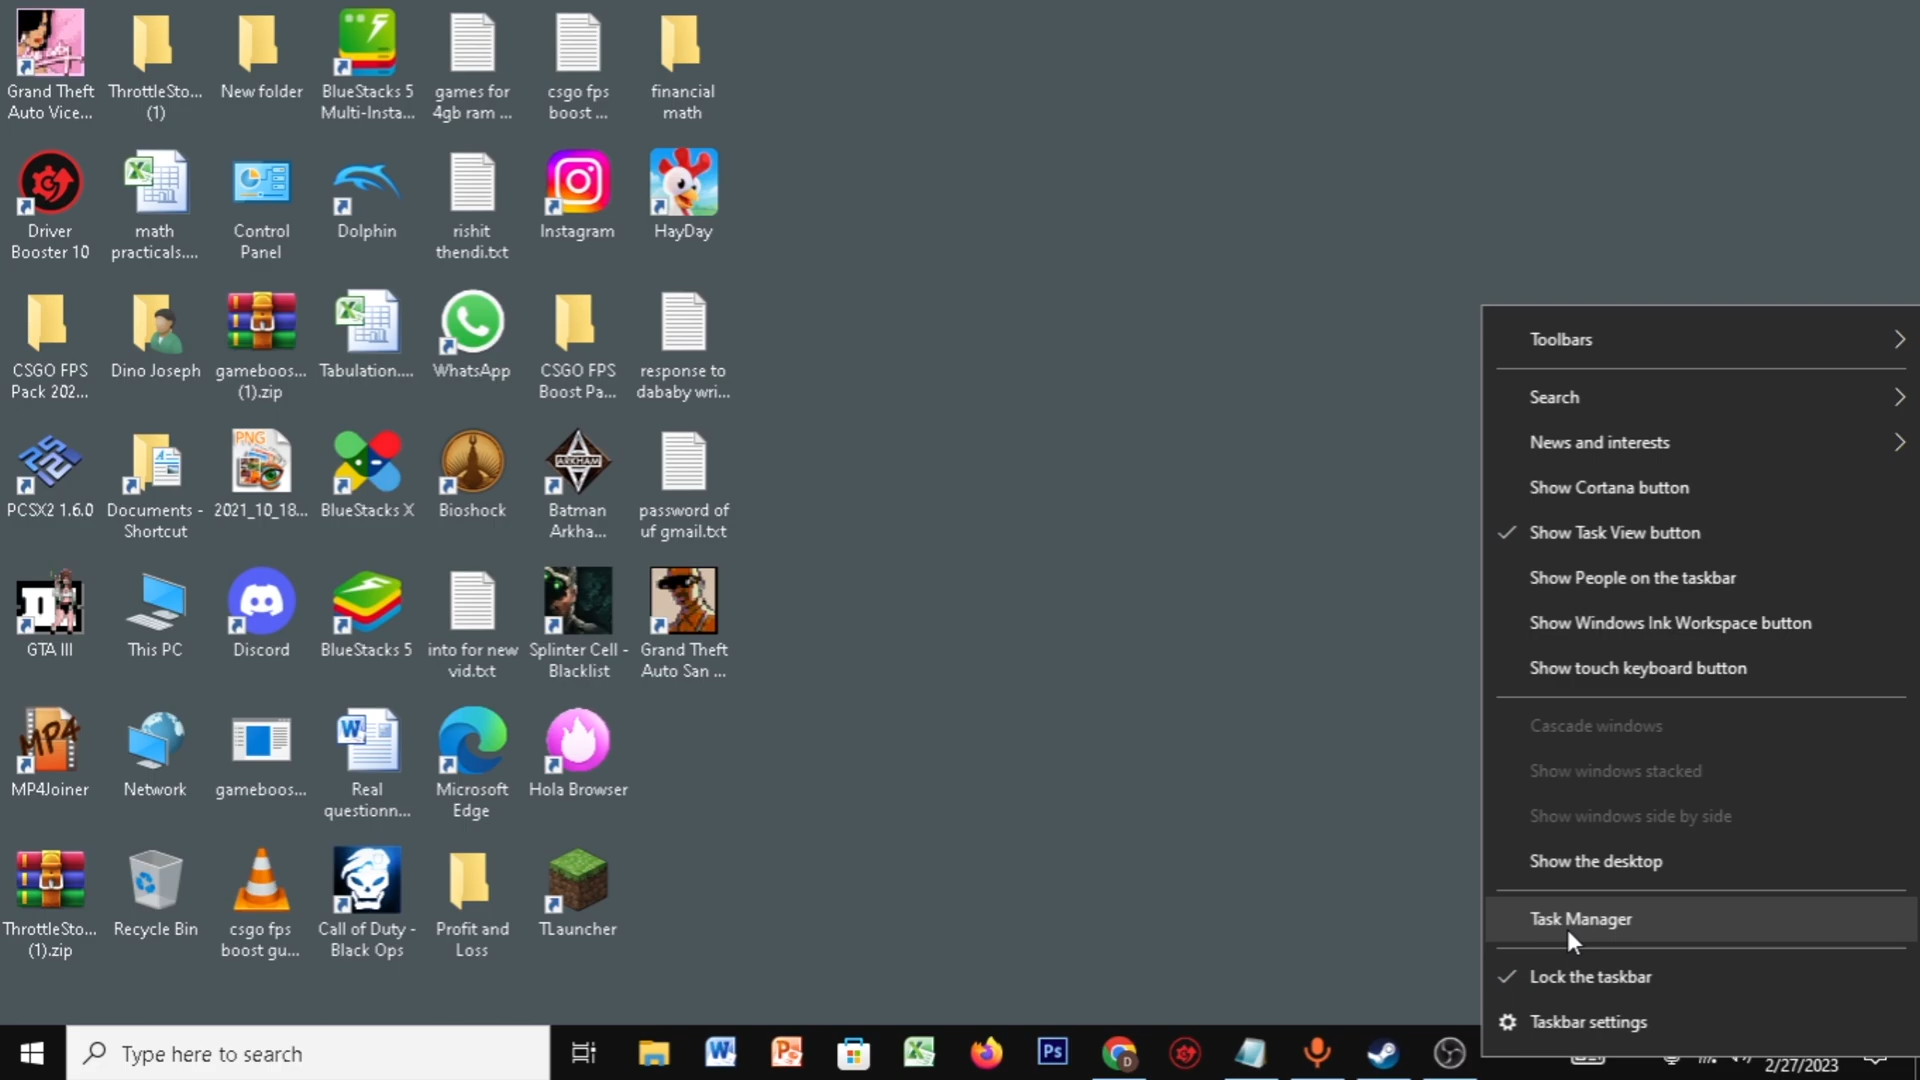 Grand Theft
Auto Vice...
ThrottleSto...
(1)
New folder
BlueStacks 5
Multi-Insta...
games for
4gb ram ...
csgo fps
boost ...
financial
math
Driver
Booster 10
math
practicals....
Control
Panel
Dolphin
rishit
thendi.txt
Instagram
HayDay
CSGO FPS
Pack 202...
Dino Joseph
gameboos...
(1).zip
Tabulation....
WhatsApp
CSGO FPS
Boost Pa...
response to
dababy wri...
PNG
ARKHAM
PCSX2 1.6.0
Documents -
Shortcut
2021_10_18...
BlueStacks X
Bioshock
Batman
Arkha...
password of
uf gmail.txt
GTA III
This PC
Discord
BlueStacks 5
into for new
vid.txt
Splinter Cell -
Blacklist
Grand Theft
Auto San ...
MP4
MP4Joiner
Network
gameboos...
Real
questionn...
Microsoft
Edge
Hola Browser
ThrottleSto...
(1).zip
Recycle Bin
csgo fps
boost gu...
Call of Duty -
Black Ops
Profit and
Loss
TLauncher
Toolbars
Search
News and interests
Show Cortana button
Show Task View button
Show People on the taskbar
Show Windows Ink Workspace button
Show touch keyboard button
Cascade windows
Show windows stacked
Show windows side by side
Show the desktop
Task Manager
Lock the taskbar
Taskbar settings
Type here to search
Ps
D
2/27/2023